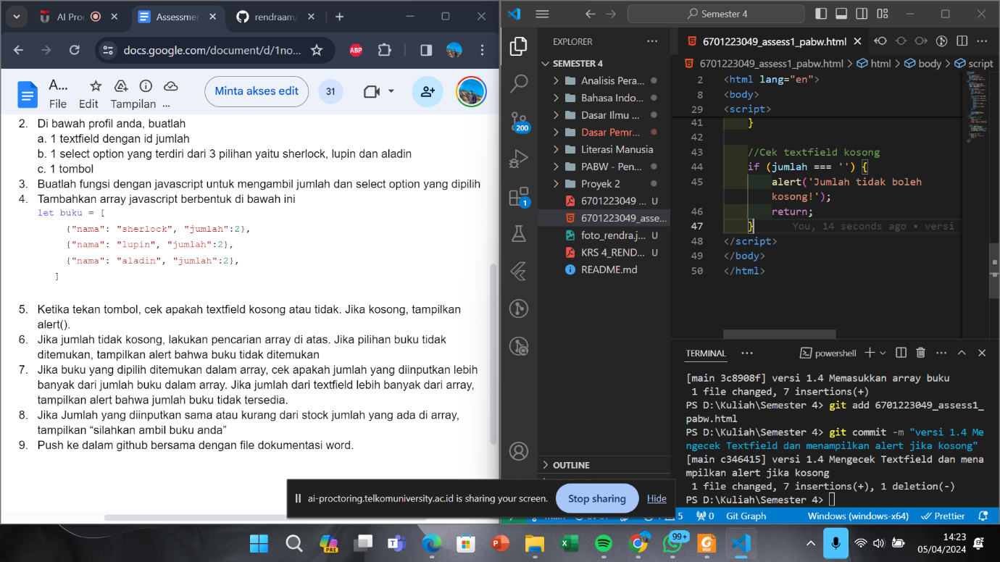 AI Proc
Assessmen
rendraam/
docs.google.com/document/d/1no...
ABP
A...
Minta akses edit
31
File Edit Tampilan ...
2. Di bawah profil anda, buatlah
a. 1 textfield dengan id jumlah
b. 1 select option yang terdiri dari 3 pilihan yaitu sherlock, lupin dan aladin
c. 1 tombol
3. Buatlah fungsi dengan javascript untuk mengambil jumlah dan select option yang dipilih
4. Tambahkan array javascript berbentuk di bawah ini
let buku = [
{"nama": "sherlock", "jumlah":2},
{"nama": "lupin", "jumlah":2},
{"nama": "aladin", "jumlah":2},
]
5. Ketika tekan tombol, cek apakah textfield kosong atau tidak. Jika kosong, tampilkan
alert().
6. Jika jumlah tidak kosong, lakukan pencarian array di atas. Jika pilihan buku tidak
ditemukan, tampilkan alert bahwa buku tidak ditemukan
7. Jika buku yang dipilih ditemukan dalam array, cek apakah jumlah yang diinputkan lebih
banyak dari jumlah buku dalam array. Jika jumlah dari textfield lebih banyak dari array,
tampilkan alert bahwa jumlah buku tidak tersedia.
8. Jika Jumlah yang diinputkan sama atau kurang dari stock jumlah yang ada di array,
tampilkan “silahkan ambil buku anda”
9. Push ke dalam github bersama dengan file dokumentasi word.
Semester 4
EXPLORER
SEMESTER 4
Analisis Pera...
Bahasa Indo...
Dasar Ilmu ...
Dasar Pemr...
Literasi Manusia
PABW - Pen...
Proyek 2
6701223049 ... U
6701223049_asse...
foto_rendra.j... U
KRS 4_REND... U
README.md
200
1
OUTLINE
6701223049_assess1_pabw.html
6701223049_assess1_pabw.html > html > body > script
2 <html lang="en">
8 <body>
29 <script>
41 }
42
43 //Cek textfield kosong
44 if (jumlah === '') {
45 alert('Jumlah tidak boleh
kosong!');
46 return;
47 } You, 14 seconds ago • versi
48 </script>
49 </body>
50 </html>
TERMINAL
powershell
[main 3c8908f] versi 1.4 Memasukkan array buku
1 file changed, 7 insertions(+)
PS D:\Kuliah\Semester 4> git add 6701223049_assess1_
pabw.html
PS D:\Kuliah\Semester 4> git commit -m "versi 1.4 Me
ngecek Textfield dan menampilkan alert jika kosong"
[main c346415] versi 1.4 Mengecek Textfield dan mena
mpilkan alert jika kosong
1 file changed, 7 insertions(+), 1 deletion(-)
PS D:\Kuliah\Semester 4>
ai-proctoring.telkomuniversity.ac.id is sharing your screen.
Stop sharing
Hide
5
0
Git Graph
Windows (windows-x64)
Prettier
PRE
99+
PDF
14:23
05/04/2024